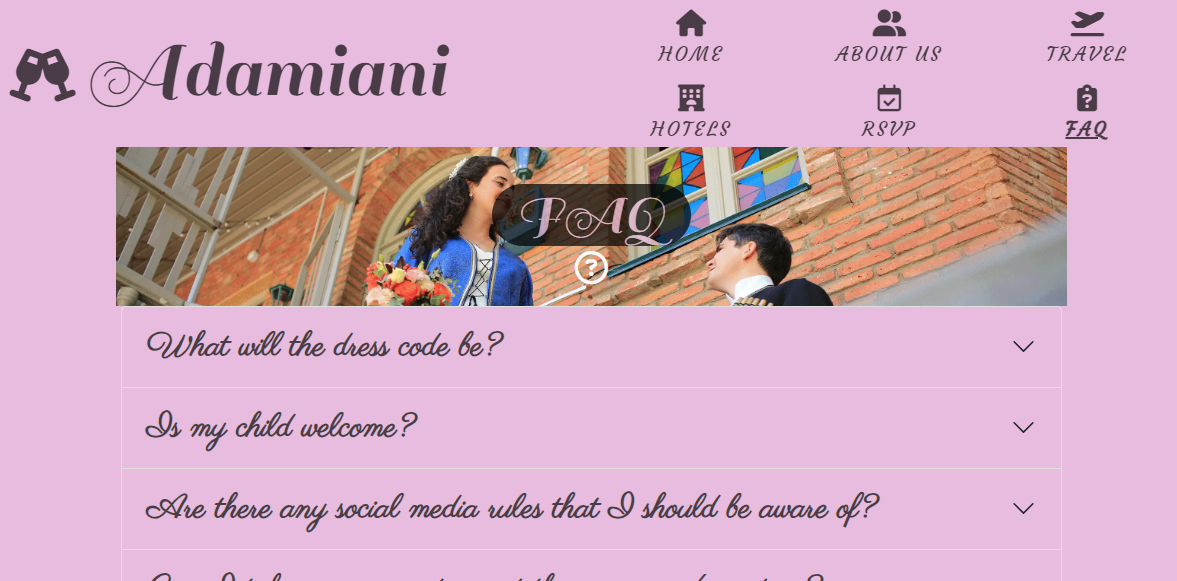 Adamiani
HOME
ABOUT US
TRAVEL
HOTELS
RSVP
FAQ
FAQ
What will the dress code be?
Is my child welcome?
Are there any social media rules that I should be aware of?